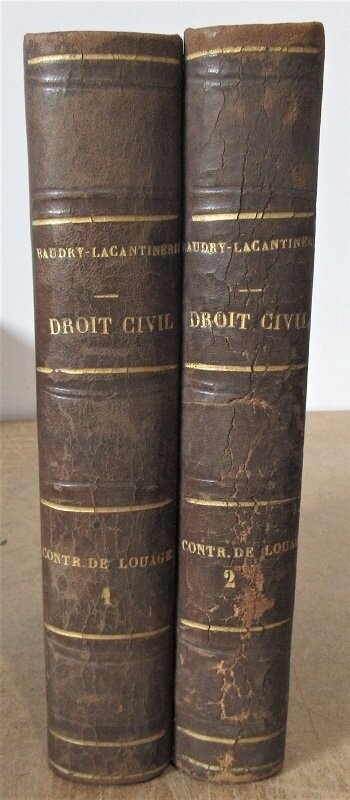 BAUDRY-LACANTINERIE
DROIT CIVIL
CONTR. DE LOUAGE
1
BAUDRY-LACANTINERIE
DROIT CIVIL
CONTR. DE LOUAGE
2